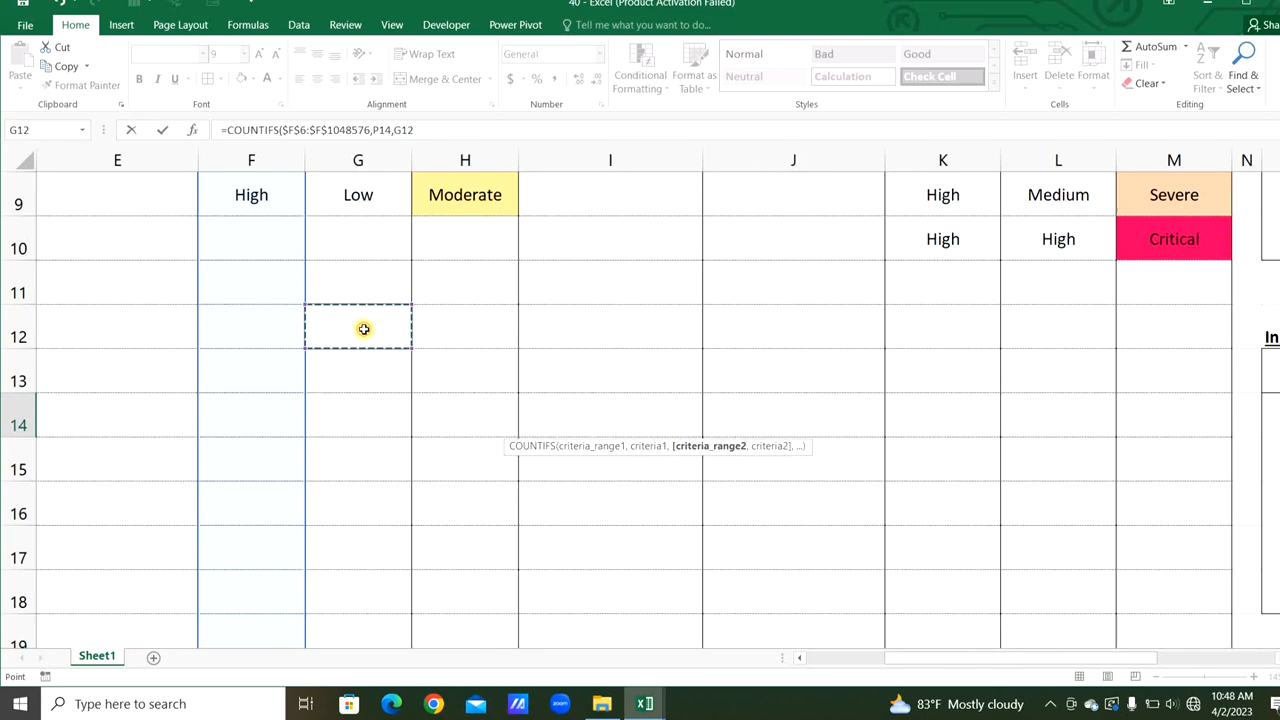 40 - Excel (Product Activation Failed)
File Home Insert Page Layout Formulas Data Review View Developer Power Pivot Tell me what you want to do... Sha
Paste Cut Copy Format Painter Clipboard
9 A A B I U A Font
Wrap Text Merge & Center Alignment
General $ % , Number
Conditional Formatting Format as Table
Normal Bad Good
Neutral Calculation Check Cell
Styles
Insert Delete Format Cells
AutoSum Fill Clear Sort & Filter Find & Select Editing
G12 fx =COUNTIFS($F$6:$F$1048576,P14,G12
E F G H I J K L M N
9 High Low Moderate High Medium Severe
10 High High Critical
11
12 In
13
14
COUNTIFS(criteria_range1, criteria1, [criteria_range2, criteria2], ...)
15
16
17
18
19
Sheet1
Point
Type here to search 83°F Mostly cloudy 10:48 AM
4/2/2023